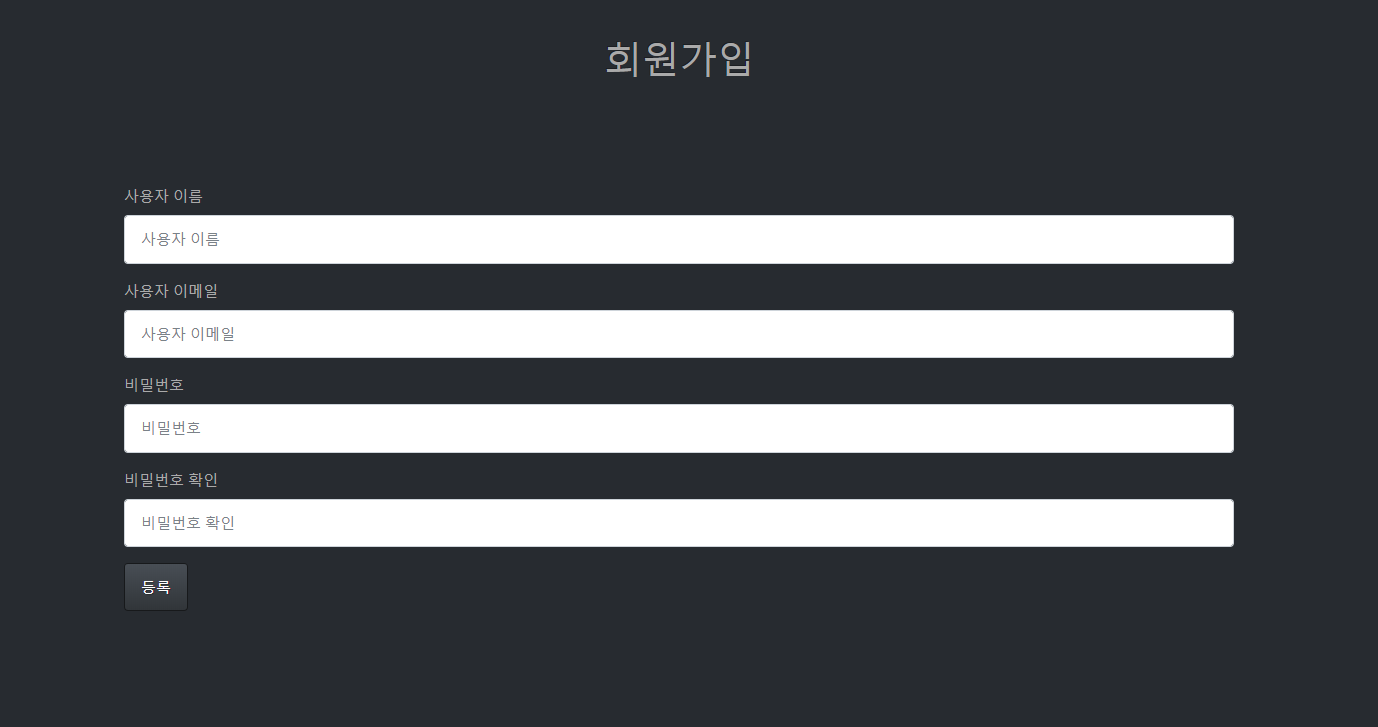 회원가입
사용자 이름
사용자 이름
사용자 이메일
사용자 이메일
비밀번호
비밀번호
비밀번호 확인
비밀번호 확인
등록